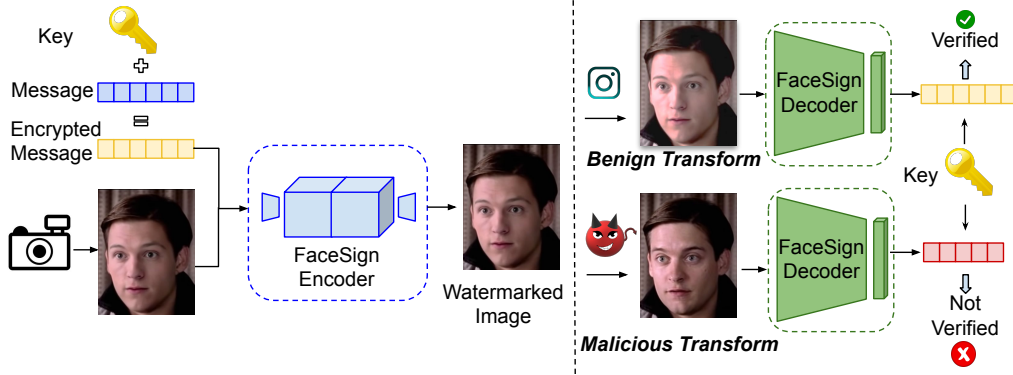 Key
Message
Encrypted
Message
FaceSign
Encoder
Watermarked
Image
Benign Transform
FaceSign
Decoder
Verified
Key
Malicious Transform
FaceSign
Decoder
Not
Verified